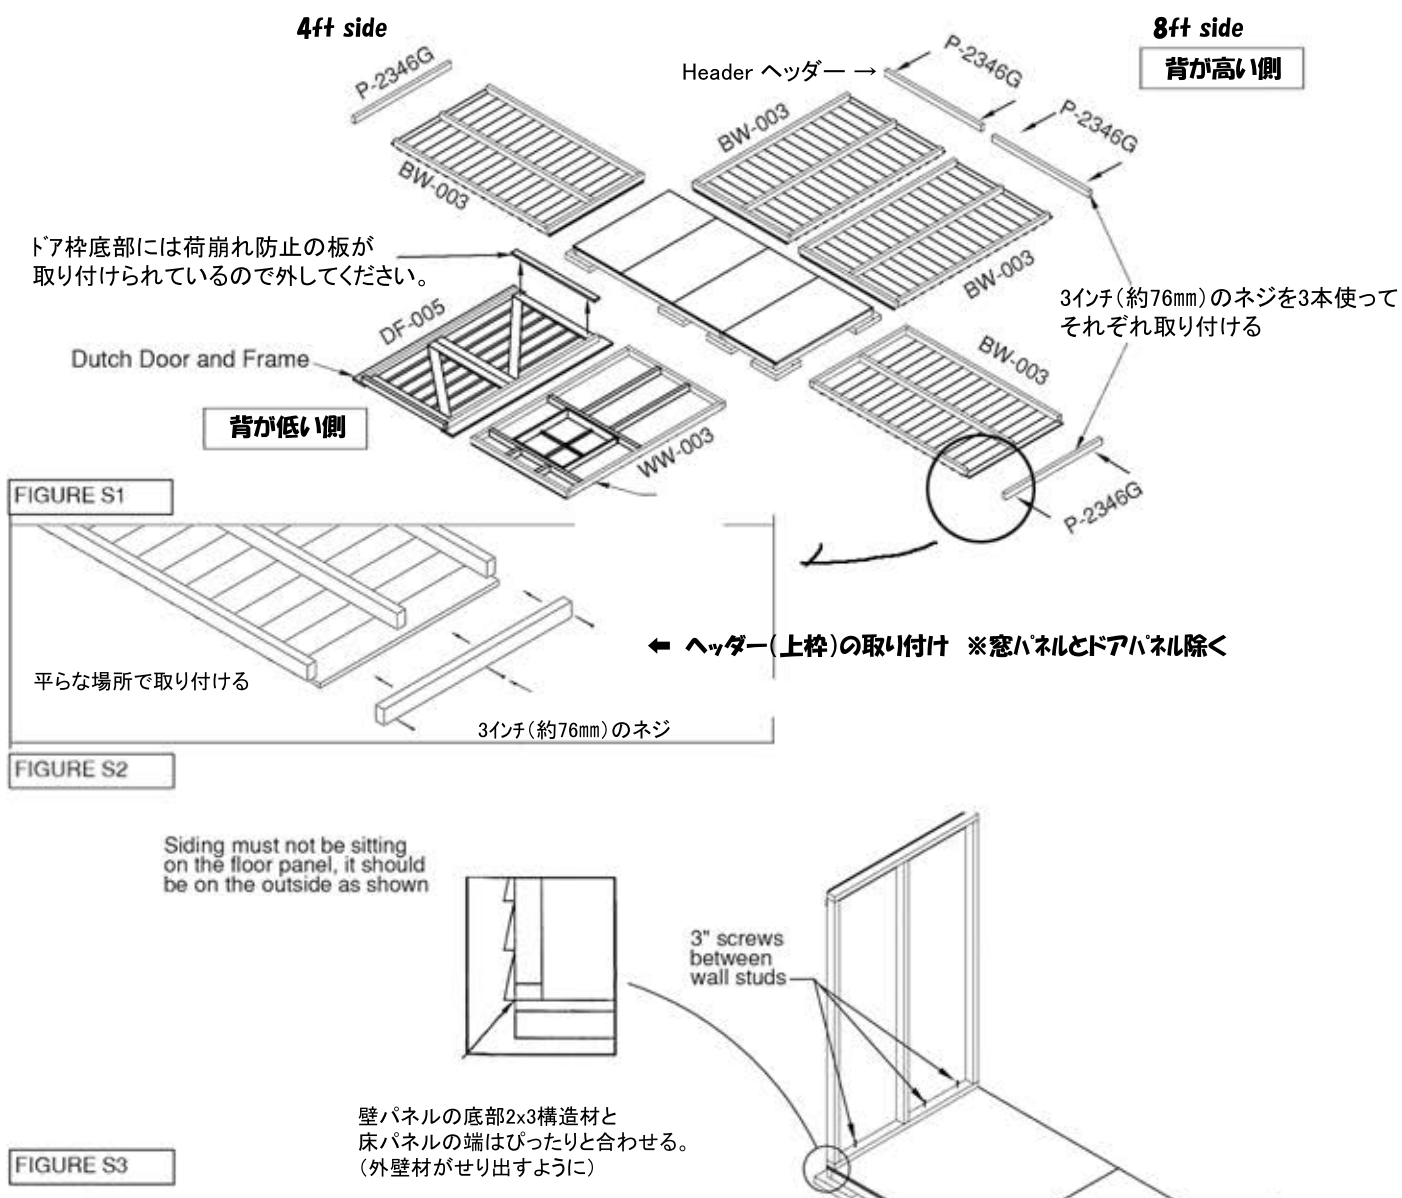 4ft side
8ft side
背が高い側
Header ヘッダー →
P-2346G
P-2346G
P-2346G
BW-003
BW-003
BW-003
BW-003
ドア枠底部には荷崩れ防止の板が
取り付けられているので外してください。
3インチ(約76mm)のネジを3本使って
それぞれ取り付ける
DF-005
Dutch Door and Frame
背が低い側
WW-003
P-2346G
FIGURE S1
← ヘッダー(上枠)の取り付け ※窓パネルとドアパネル除く
平らな場所で取り付ける
3インチ(約76mm)のネジ
FIGURE S2
Siding must not be sitting
on the floor panel, it should
be on the outside as shown
3" screws
between
wall studs
壁パネルの底部2x3構造材と
床パネルの端はぴったりと合わせる。
(外壁材がせり出すように)
FIGURE S3